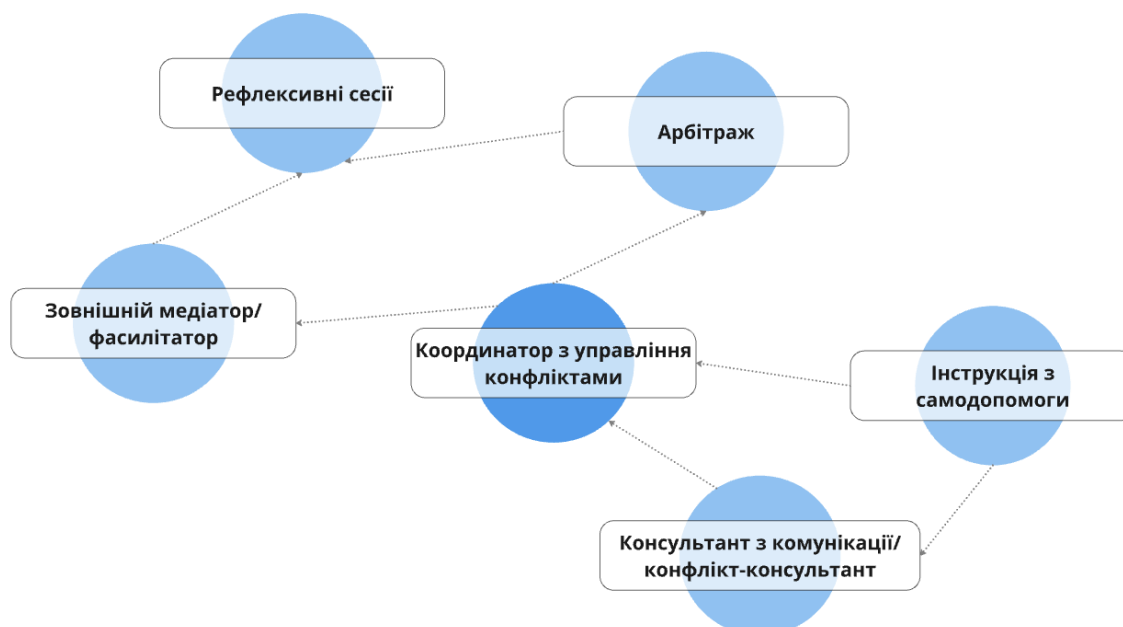 Рефлексивні сесії
Арбітраж
Зовнішній медіатор/
фасилітатор
Координатор з управління
конфліктами
Інструкція з
самодопомоги
Консультант з комунікації/
конфлікт-консультант